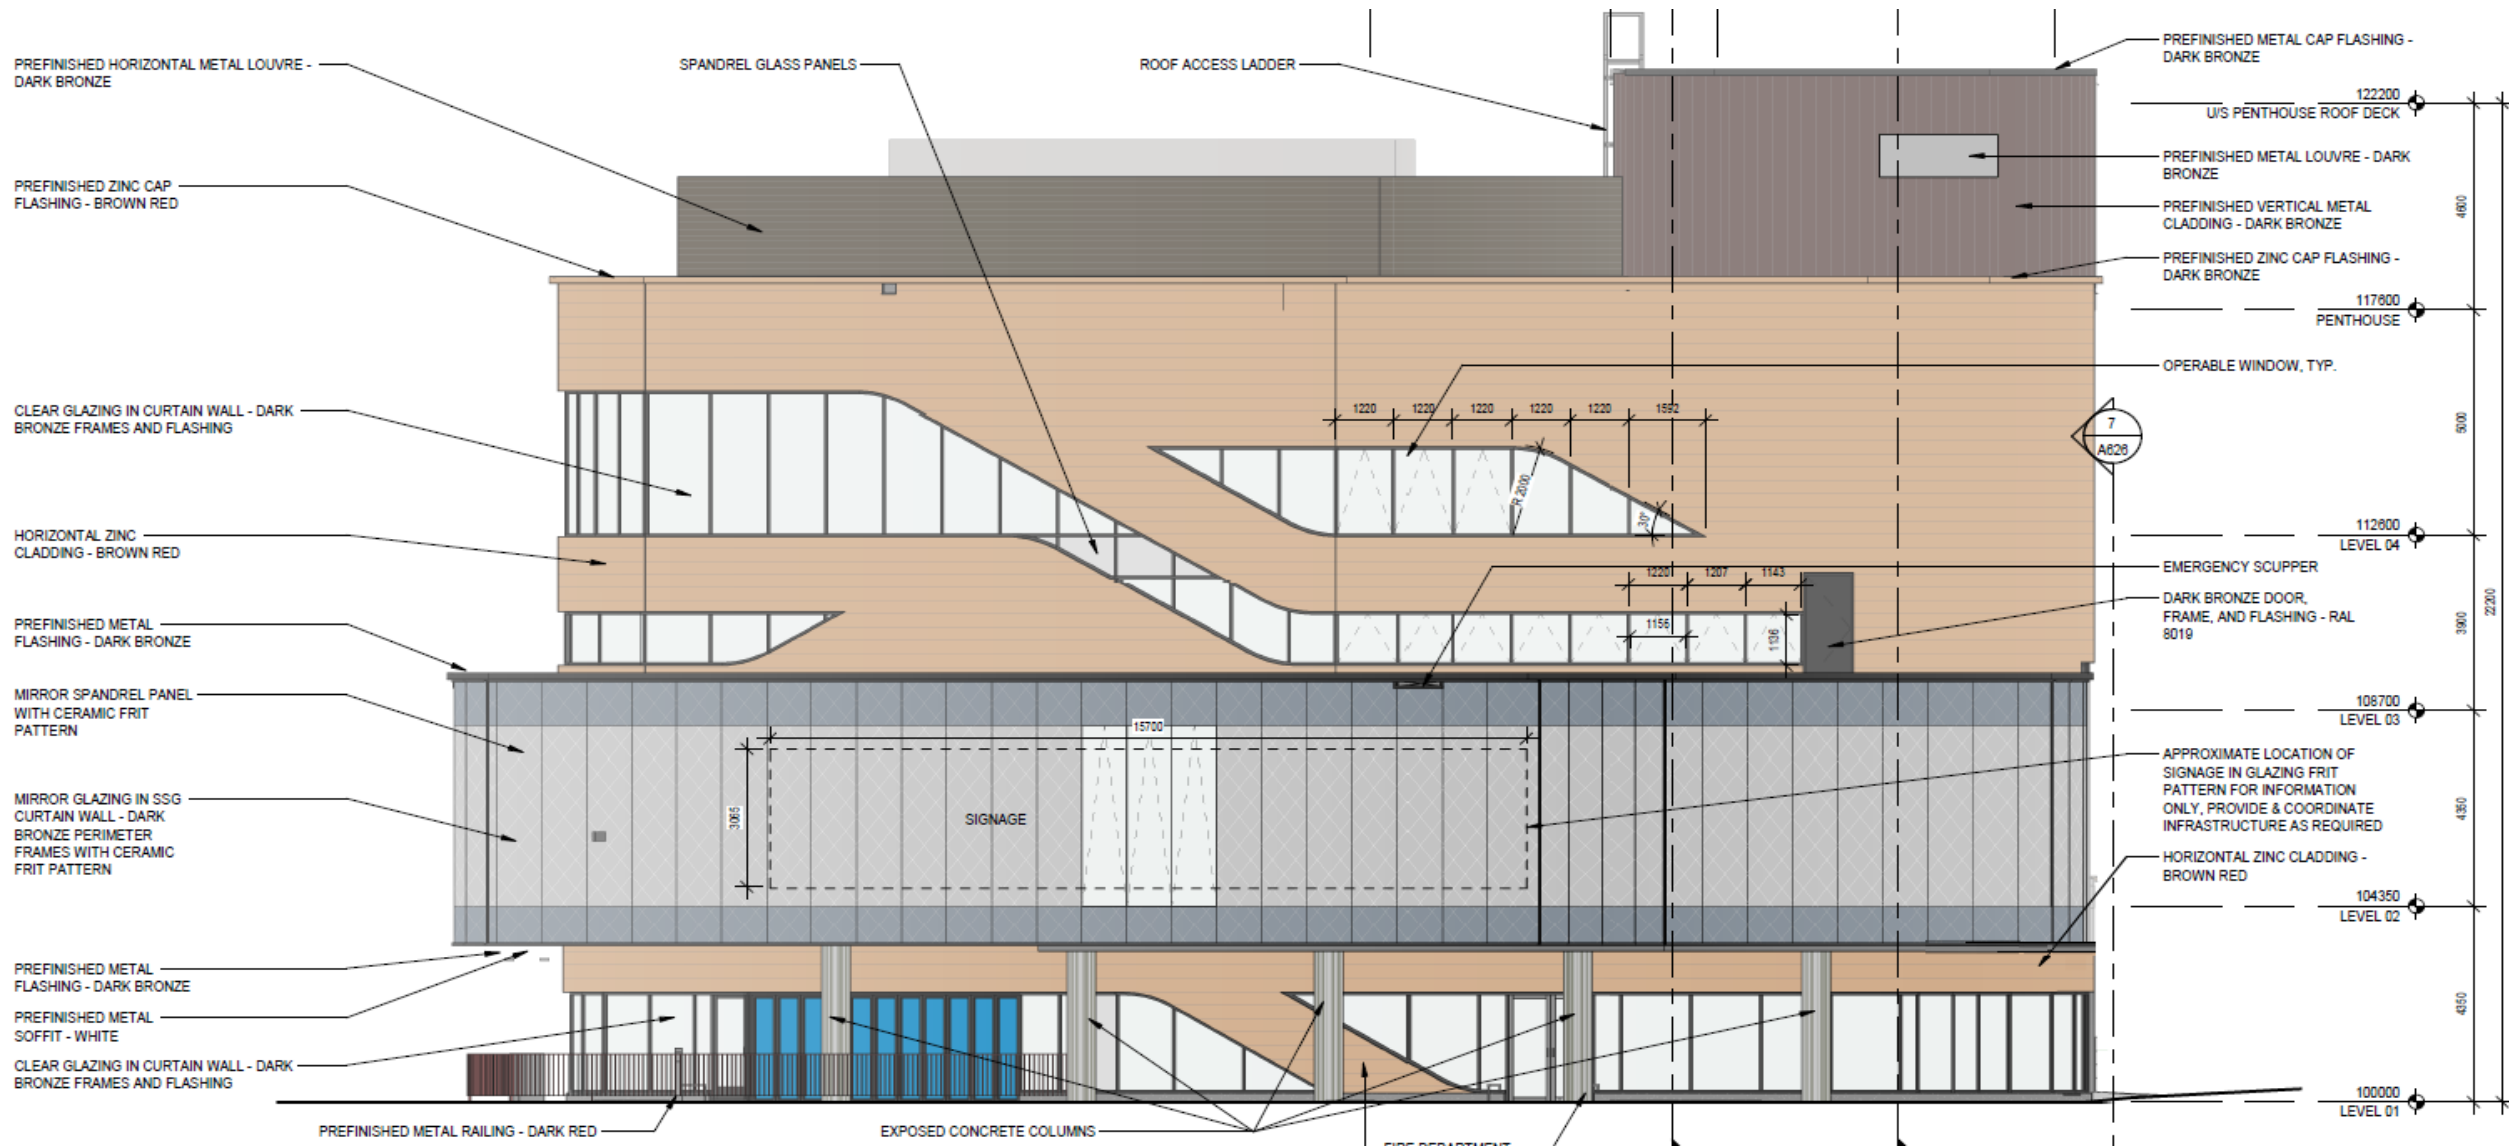 PREFINISHED HORIZONTAL METAL LOUVRE -
DARK BRONZE
PREFINISHED ZINC CAP
FLASHING - BROWN RED
CLEAR GLAZING IN CURTAIN WALL - DARK
BRONZE FRAMES AND FLASHING
HORIZONTAL ZINC
CLADDING - BROWN RED
PREFINISHED METAL
FLASHING - DARK BRONZE
MIRROR SPANDREL PANEL
WITH CERAMIC FRIT
PATTERN
MIRROR GLAZING IN SSG
CURTAIN WALL - DARK
BRONZE PERIMETER
FRAMES WITH CERAMIC
FRIT PATTERN
PREFINISHED METAL
FLASHING - DARK BRONZE
PREFINISHED METAL
SOFFIT - WHITE
CLEAR GLAZING IN CURTAIN WALL - DARK
BRONZE FRAMES AND FLASHING
PREFINISHED METAL RAILING - DARK RED
SPANDREL GLASS PANELS
ROOF ACCESS LADDER
1220 1220 1220 1220 1220 1592
R 2000
30°
1220 1207 1143
1156
1136
15700
3065
SIGNAGE
EXPOSED CONCRETE COLUMNS
FIRE DEPARTMENT
PREFINISHED METAL CAP FLASHING -
DARK BRONZE
122200
U/S PENTHOUSE ROOF DECK
PREFINISHED METAL LOUVRE - DARK
BRONZE
PREFINISHED VERTICAL METAL
CLADDING - DARK BRONZE
PREFINISHED ZINC CAP FLASHING -
DARK BRONZE
117600
PENTHOUSE
OPERABLE WINDOW, TYP.
7
A626
112600
LEVEL 04
EMERGENCY SCUPPER
DARK BRONZE DOOR,
FRAME, AND FLASHING - RAL
8019
108700
LEVEL 03
APPROXIMATE LOCATION OF
SIGNAGE IN GLAZING FRIT
PATTERN FOR INFORMATION
ONLY, PROVIDE & COORDINATE
INFRASTRUCTURE AS REQUIRED
HORIZONTAL ZINC CLADDING -
BROWN RED
104350
LEVEL 02
100000
LEVEL 01
4600
5000
3900
4350
4350
22200